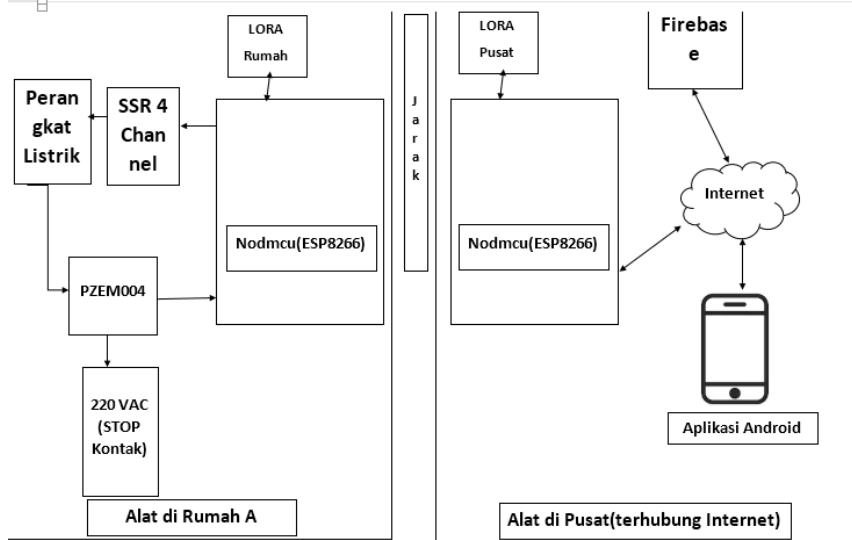 LORA
Rumah
Peran
gkat
Listrik
SSR 4
Chan
nel
Nodmcu(ESP8266)
PZEM004
220 VAC
(STOP
Kontak)
Alat di Rumah A
J
a
r
a
k
LORA
Pusat
Nodmcu(ESP8266)
Firebas
e
Internet
Aplikasi Android
Alat di Pusat(terhubung Internet)